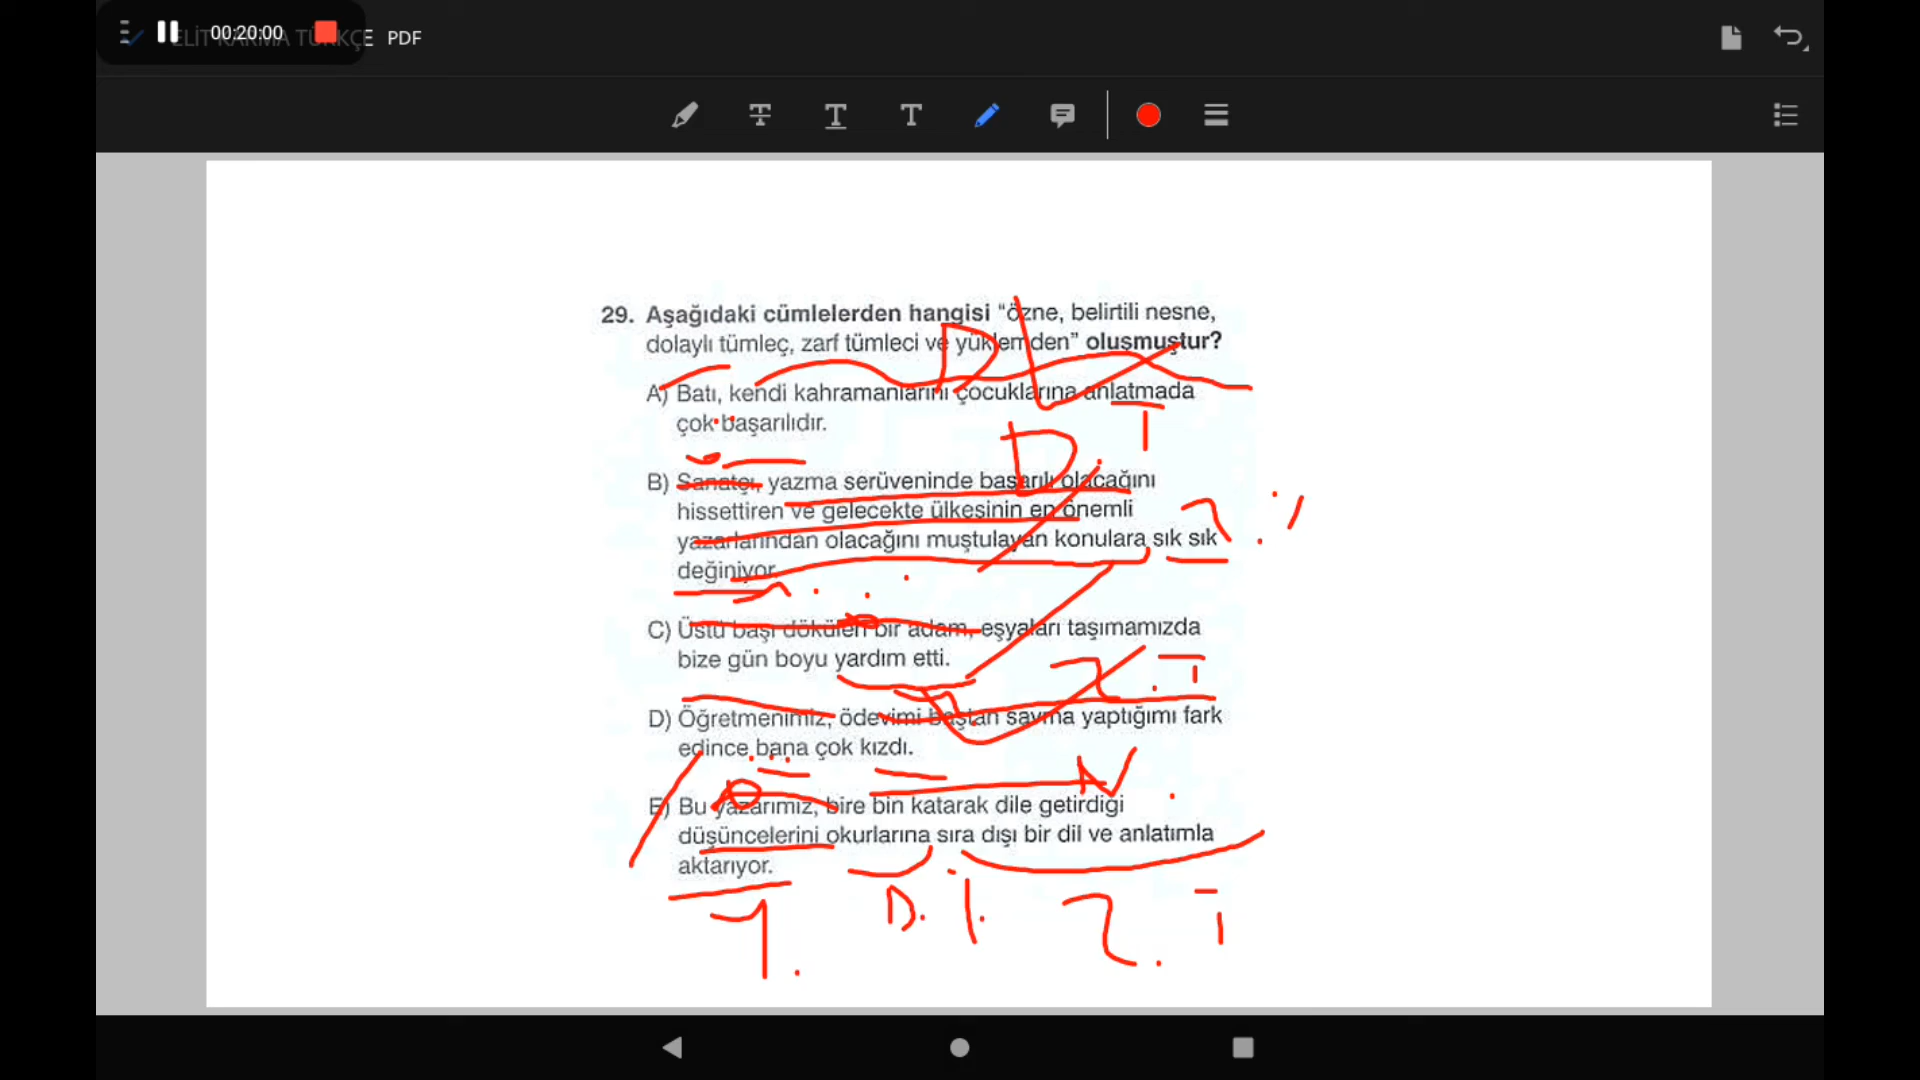 00:20:00
ELİT KARMA TÜRKÇE PDF
29. Aşağıdaki cümlelerden hangisi “özne, belirtili nesne,
dolaylı tümleç, zarf tümleci ve yüklemden” oluşmuştur?
A) Batı, kendi kahramanlarını çocuklarına anlatmada
çok başarılıdır.
B) Sanatçı, yazma serüveninde başarılı olacağını
hissettiren ve gelecekte ülkesinin en önemli
yazarlarından olacağını muştulayan konulara sık sık
değiniyor.
C) Üstü başı dökülen bir adam, eşyaları taşımamızda
bize gün boyu yardım etti.
D) Öğretmenimiz, ödevimi baştan savma yaptığımı fark
edince bana çok kızdı.
E) Bu yazarımız, bire bin katarak dile getirdiği
düşüncelerini okurlarına sıra dışı bir dil ve anlatımla
aktarıyor.